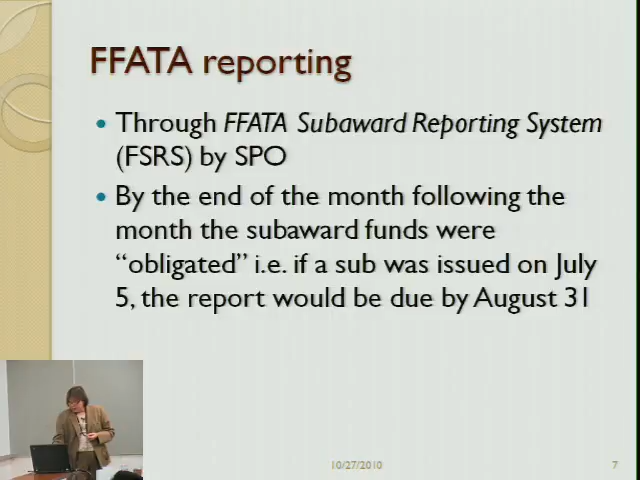 FFATA reporting
Through FFATA Subaward Reporting System
(FSRS) by SPO
By the end of the month following the
month the subaward funds were
“obligated” i.e. if a sub was issued on July
5, the report would be due by August 31
10/27/2010
7